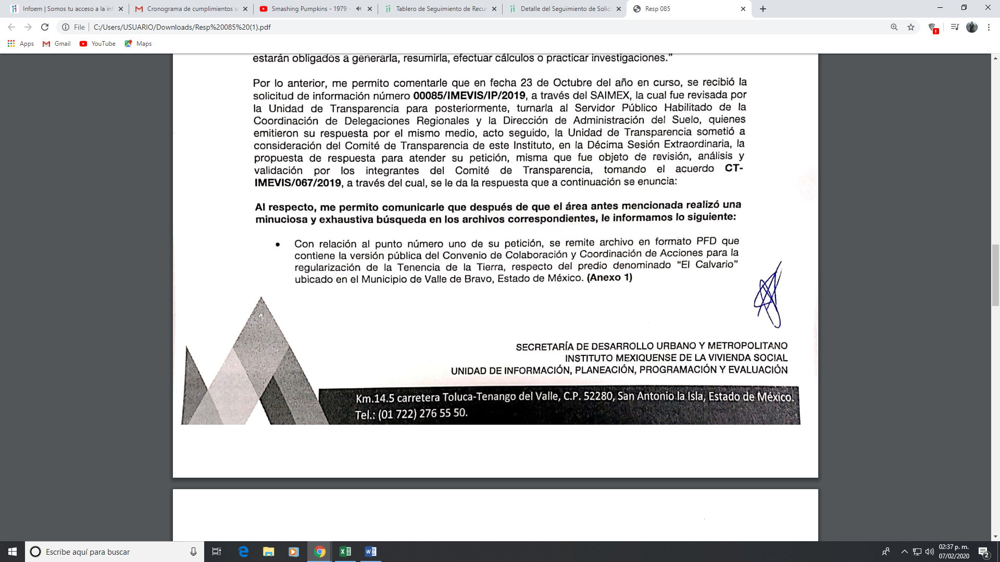 Infoem | Somos tu acceso a la inf
Cronograma de cumplimientos s
Smashing Pumpkins - 1979 -
Tablero de Seguimiento de Recur
Detalle del Seguimiento de Solici
Resp 085
File
C:/Users/USUARIO/Downloads/Resp%20085%20(1).pdf
Apps
Gmail
YouTube
Maps
estarán obligados a generarla, resumirla, efectuar cálculos o practicar investigaciones.”
Por lo anterior, me permito comentarle que en fecha 23 de Octubre del año en curso, se recibió la
solicitud de información número 00085/IMEVIS/IP/2019, a través del SAIMEX, la cual fue revisada por
la Unidad de Transparencia para posteriormente, turnarla al Servidor Público Habilitado de la
Coordinación de Delegaciones Regionales y la Dirección de Administración del Suelo, quienes
emitieron su respuesta por el mismo medio, acto seguido, la Unidad de Transparencia sometió a
consideración del Comité de Transparencia de este Instituto, en la Décima Sesión Extraordinaria, la
propuesta de respuesta para atender su petición, misma que fue objeto de revisión, análisis y
validación por los integrantes del Comité de Transparencia, tomando el acuerdo CT-
IMEVIS/067/2019, a través del cual, se le da la respuesta que a continuación se enuncia:
Al respecto, me permito comunicarle que después de que el área antes mencionada realizó una
minuciosa y exhaustiva búsqueda en los archivos correspondientes, le informamos lo siguiente:
• Con relación al punto número uno de su petición, se remite archivo en formato PFD que
contiene la versión pública del Convenio de Colaboración y Coordinación de Acciones para la
regularización de la Tenencia de la Tierra, respecto del predio denominado “El Calvario”
ubicado en el Municipio de Valle de Bravo, Estado de México. (Anexo 1)
SECRETARÍA DE DESARROLLO URBANO Y METROPOLITANO
INSTITUTO MEXIQUENSE DE LA VIVIENDA SOCIAL
UNIDAD DE INFORMACIÓN, PLANEACIÓN, PROGRAMACIÓN Y EVALUACIÓN
Km.14.5 carretera Toluca-Tenango del Valle, C.P. 52280, San Antonio la Isla, Estado de México.
Tel.: (01 722) 276 55 50.
Escribe aquí para buscar
02:37 p. m.
07/02/2020
2